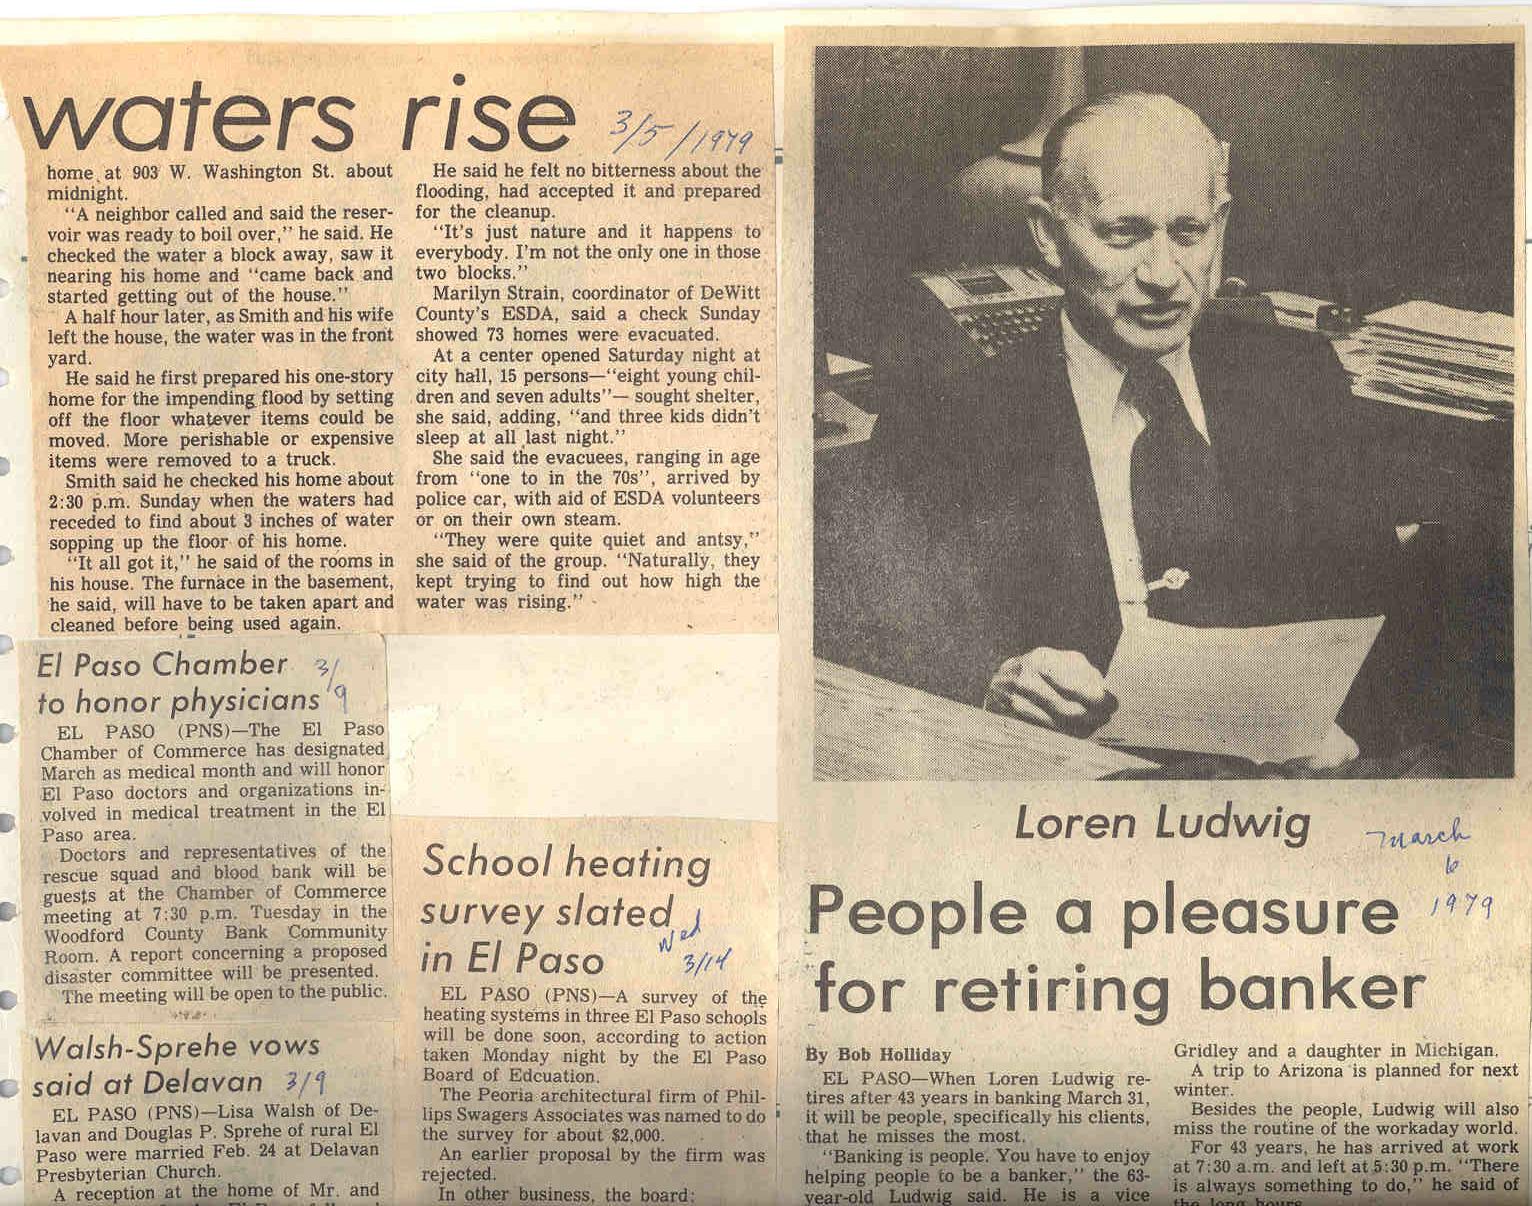 waters rise
3/5/1979
home at 903 W. Washington St. about
midnight.
"A neighbor called and said the reser-
voir was ready to boil over," he said. He
checked the water a block away, saw it
nearing his home and "came back and
started getting out of the house."
A half hour later, as Smith and his wife
left the house, the water was in the front
yard.
He said he first prepared his one-story
home for the impending flood by setting
off the floor whatever items could be
moved. More perishable or expensive
items were removed to a truck.
Smith said he checked his home about
2:30 p.m. Sunday when the waters had
receded to find about 3 inches of water
sopping up the floor of his home.
"It all got it," he said of the rooms in
his house. The furnace in the basement,
he said, will have to be taken apart and
cleaned before being used again.
He said he felt no bitterness about the
flooding, had accepted it and prepared
for the cleanup.
"It's just nature and it happens to
everybody. I'm not the only one in those
two blocks."
Marilyn Strain, coordinator of DeWitt
County's ESDA, said a check Sunday
showed 73 homes were evacuated.
At a center opened Saturday night at
city hall, 15 persons—"eight young chil-
dren and seven adults"— sought shelter,
she said, adding, "and three kids didn't
sleep at all last night."
She said the evacuees, ranging in age
from "one to in the 70s", arrived by
police car, with aid of ESDA volunteers
or on their own steam.
"They were quite quiet and antsy,"
she said of the group. "Naturally, they
kept trying to find out how high the
water was rising."
El Paso Chamber
to honor physicians
3/9
EL PASO (PNS)—The El Paso
Chamber of Commerce has designated
March as medical month and will honor
El Paso doctors and organizations in-
volved in medical treatment in the El
Paso area.
Doctors and representatives of the
rescue squad and blood bank will be
guests at the Chamber of Commerce
meeting at 7:30 p.m. Tuesday in the
Woodford County Bank Community
Room. A report concerning a proposed
disaster committee will be presented.
The meeting will be open to the public.
Walsh-Sprehe vows
said at Delavan 3/9
EL PASO (PNS)—Lisa Walsh of De-
lavan and Douglas P. Sprehe of rural El
Paso were married Feb. 24 at Delavan
Presbyterian Church.
A reception at the home of Mr. and
School heating
survey slated
in El Paso
Wed
3/14
EL PASO (PNS)—A survey of the
heating systems in three El Paso schools
will be done soon, according to action
taken Monday night by the El Paso
Board of Edcuation.
The Peoria architectural firm of Phil-
lips Swagers Associates was named to do
the survey for about $2,000.
An earlier proposal by the firm was
rejected.
In other business, the board:
Loren Ludwig
March
6
1979
People a pleasure
for retiring banker
By Bob Holliday
EL PASO—When Loren Ludwig re-
tires after 43 years in banking March 31,
it will be people, specifically his clients,
that he misses the most.
"Banking is people. You have to enjoy
helping people to be a banker," the 63-
year-old Ludwig said. He is a vice
Gridley and a daughter in Michigan.
A trip to Arizona is planned for next
winter.
Besides the people, Ludwig will also
miss the routine of the workaday world.
For 43 years, he has arrived at work
at 7:30 a.m. and left at 5:30 p.m. "There
is always something to do," he said of
the long hours